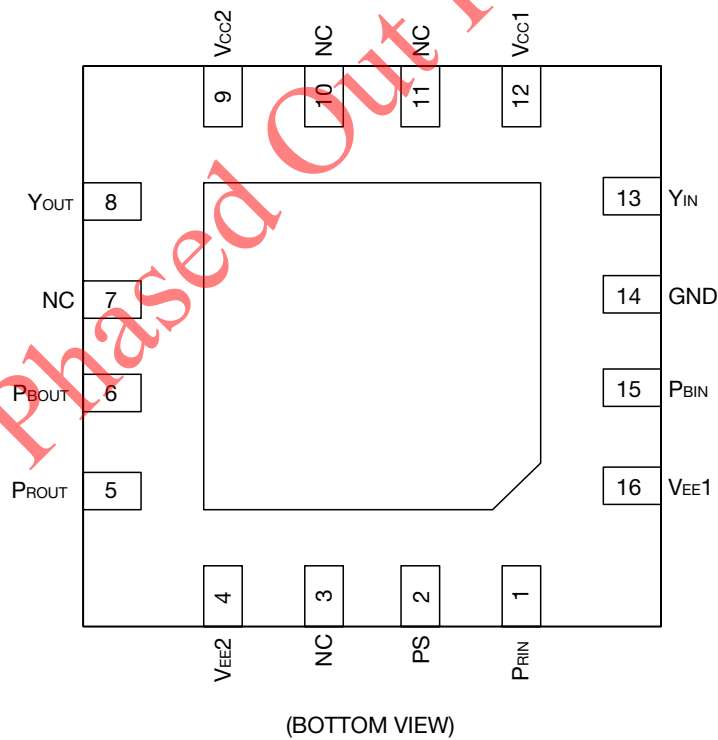 VCC2 NC NC VCC1
9 10 11 12
YOUT 8 13 YIN
NC 7 14 GND
PBOUT 6 15 PBIN
PROUT 5 16 VEE1
4 3 2 1
VEE2 NC PS PRIN
(BOTTOM VIEW)
Phased Out